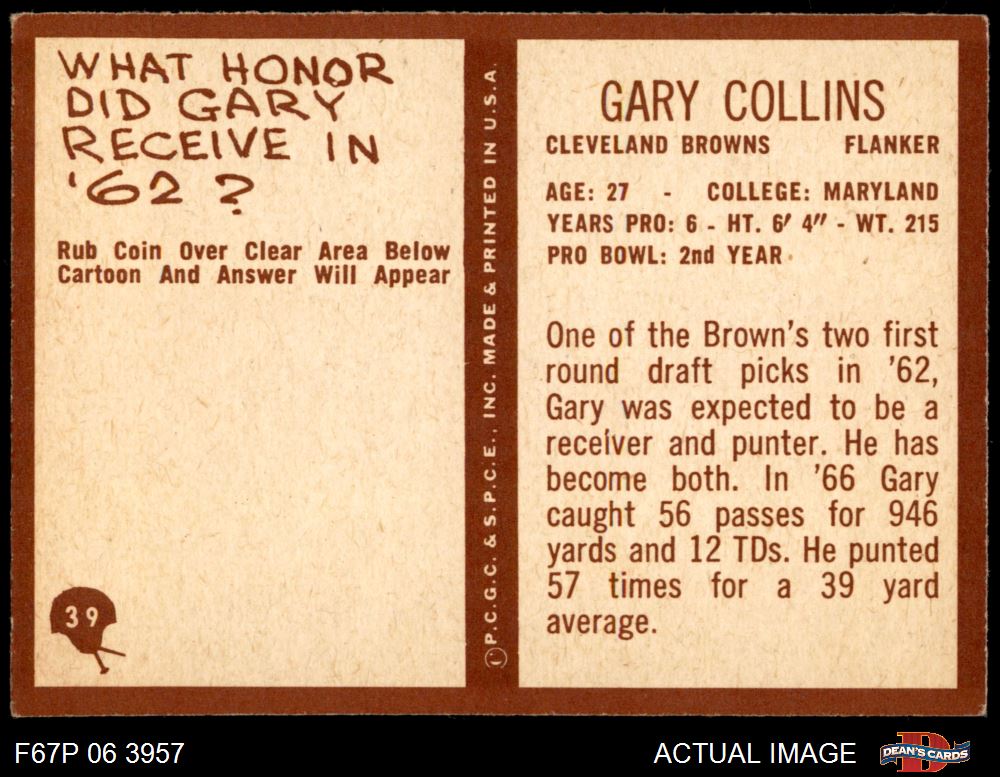 WHAT HONOR
DID GARY
RECEIVE IN
'62 ?
Rub Coin Over Clear Area Below
Cartoon And Answer Will Appear
39
P.C.G.C. & S.P.C.E., INC. MADE & PRINTED IN U.S.A.
GARY COLLINS
CLEVELAND BROWNS FLANKER
AGE: 27 - COLLEGE: MARYLAND
YEARS PRO: 6 - HT. 6' 4" - WT. 215
PRO BOWL: 2nd YEAR
One of the Brown's two first
round draft picks in '62,
Gary was expected to be a
receiver and punter. He has
become both. In '66 Gary
caught 56 passes for 946
yards and 12 TDs. He punted
57 times for a 39 yard
average.
F67P 06 3957
ACTUAL IMAGE
DEAN'S CARDS